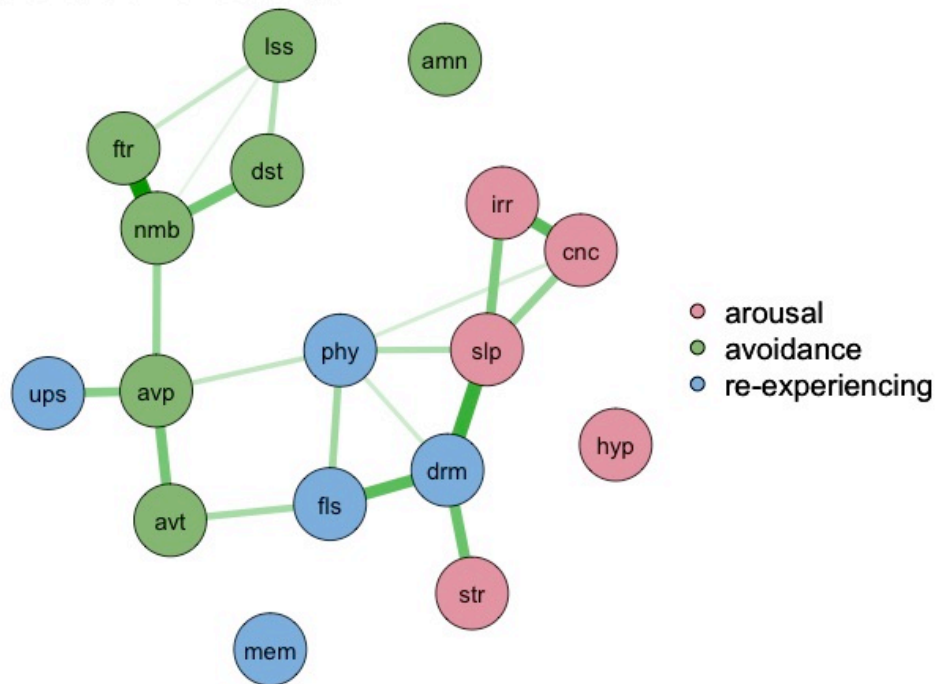 lss
amn
ftr
dst
nmb
irr
cnc
phy
slp
ups
avp
hyp
drm
fls
avt
str
mem
arousal
avoidance
re-experiencing